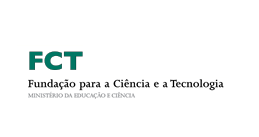 FCT
Fundação para a Ciência e a Tecnologia
MINISTÉRIO DA EDUCAÇÃO E CIÊNCIA